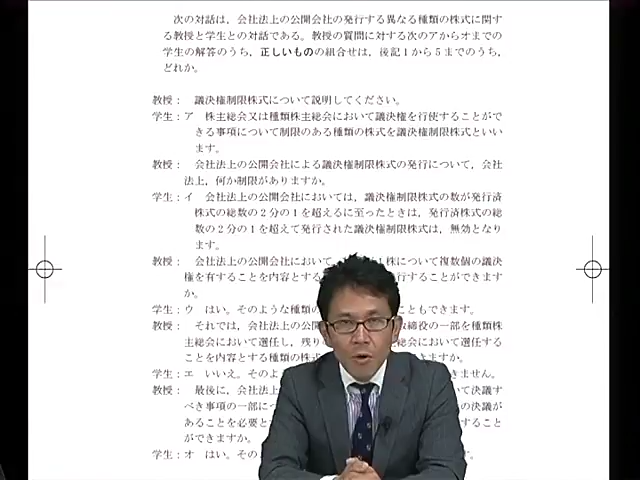 次の対話は，会社法上の公開会社の発行する異なる種類の株式に関す
る教授と学生との対話である。教授の質問に対する次のアからオまでの
学生の解答のうち，正しいものの組合せは，後記１から５までのうち，
どれか。
教授： 議決権制限株式について説明してください。
学生：ア 株主総会又は種類株主総会において議決権を行使することがで
きる事項について制限のある種類の株式を議決権制限株式といい
ます。
教授： 会社法上の公開会社による議決権制限株式の発行について，会社
法上，何か制限がありますか。
学生：イ 会社法上の公開会社においては，議決権制限株式の数が発行済
株式の総数の２分の１を超えるに至ったときは，発行済株式の総
数の２分の１を超えて発行された議決権制限株式は，無効となり
ます。
教授： 会社法上の公開会社において， １株について複数個の議決
権を有することを内容とする 発行することができます
か。
学生：ウ はい。そのような種類の こともできます。
教授： それでは，会社法上の公開 取締役の一部を種類株
主総会において選任し，残り 総会において選任する
ことを内容とする種類の株式 できますか。
学生：エ いいえ。そのよ きません。
教授： 最後に，会社法上 て決議す
べき事項の一部につ の決議が
あることを必要と すること
ができますか。
学生：オ はい。その す。